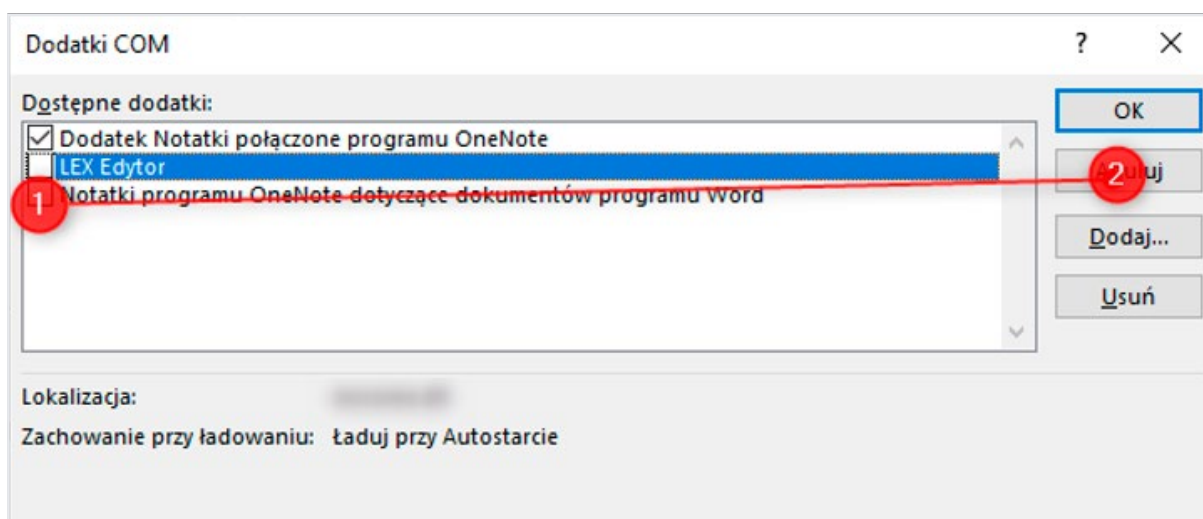 Dodatki COM
? ×
Dostępne dodatki:
OK
Dodatek Notatki połączone programu OneNote
LEX Edytor
Notatki programu OneNote dotyczące dokumentów programu Word
1
2
Dodaj...
Usuń
Lokalizacja:
Zachowanie przy ładowaniu: Ładuj przy Autostarcie